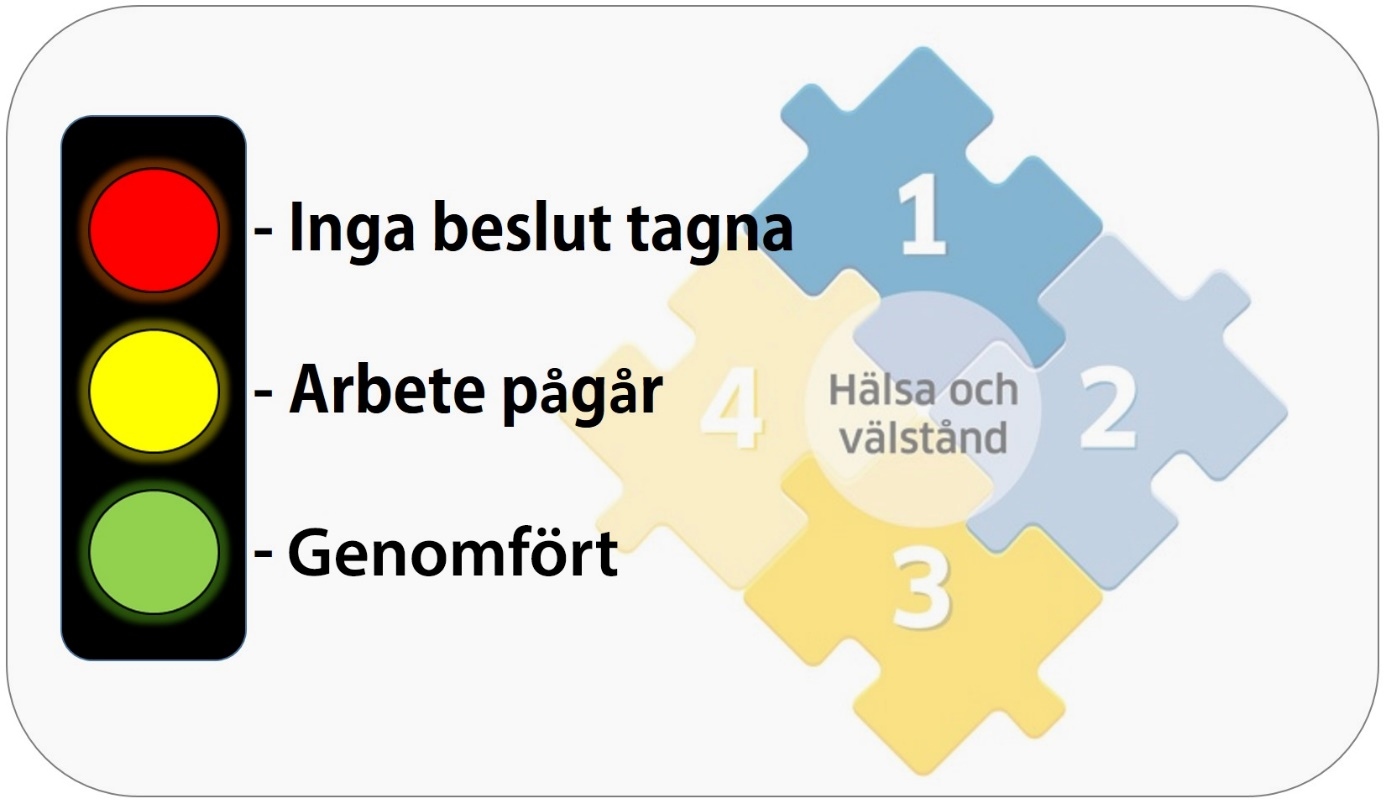 - Inga beslut tagna
- Arbete pågår
- Genomfört
1
2
3
4
Hälsa och
välstånd